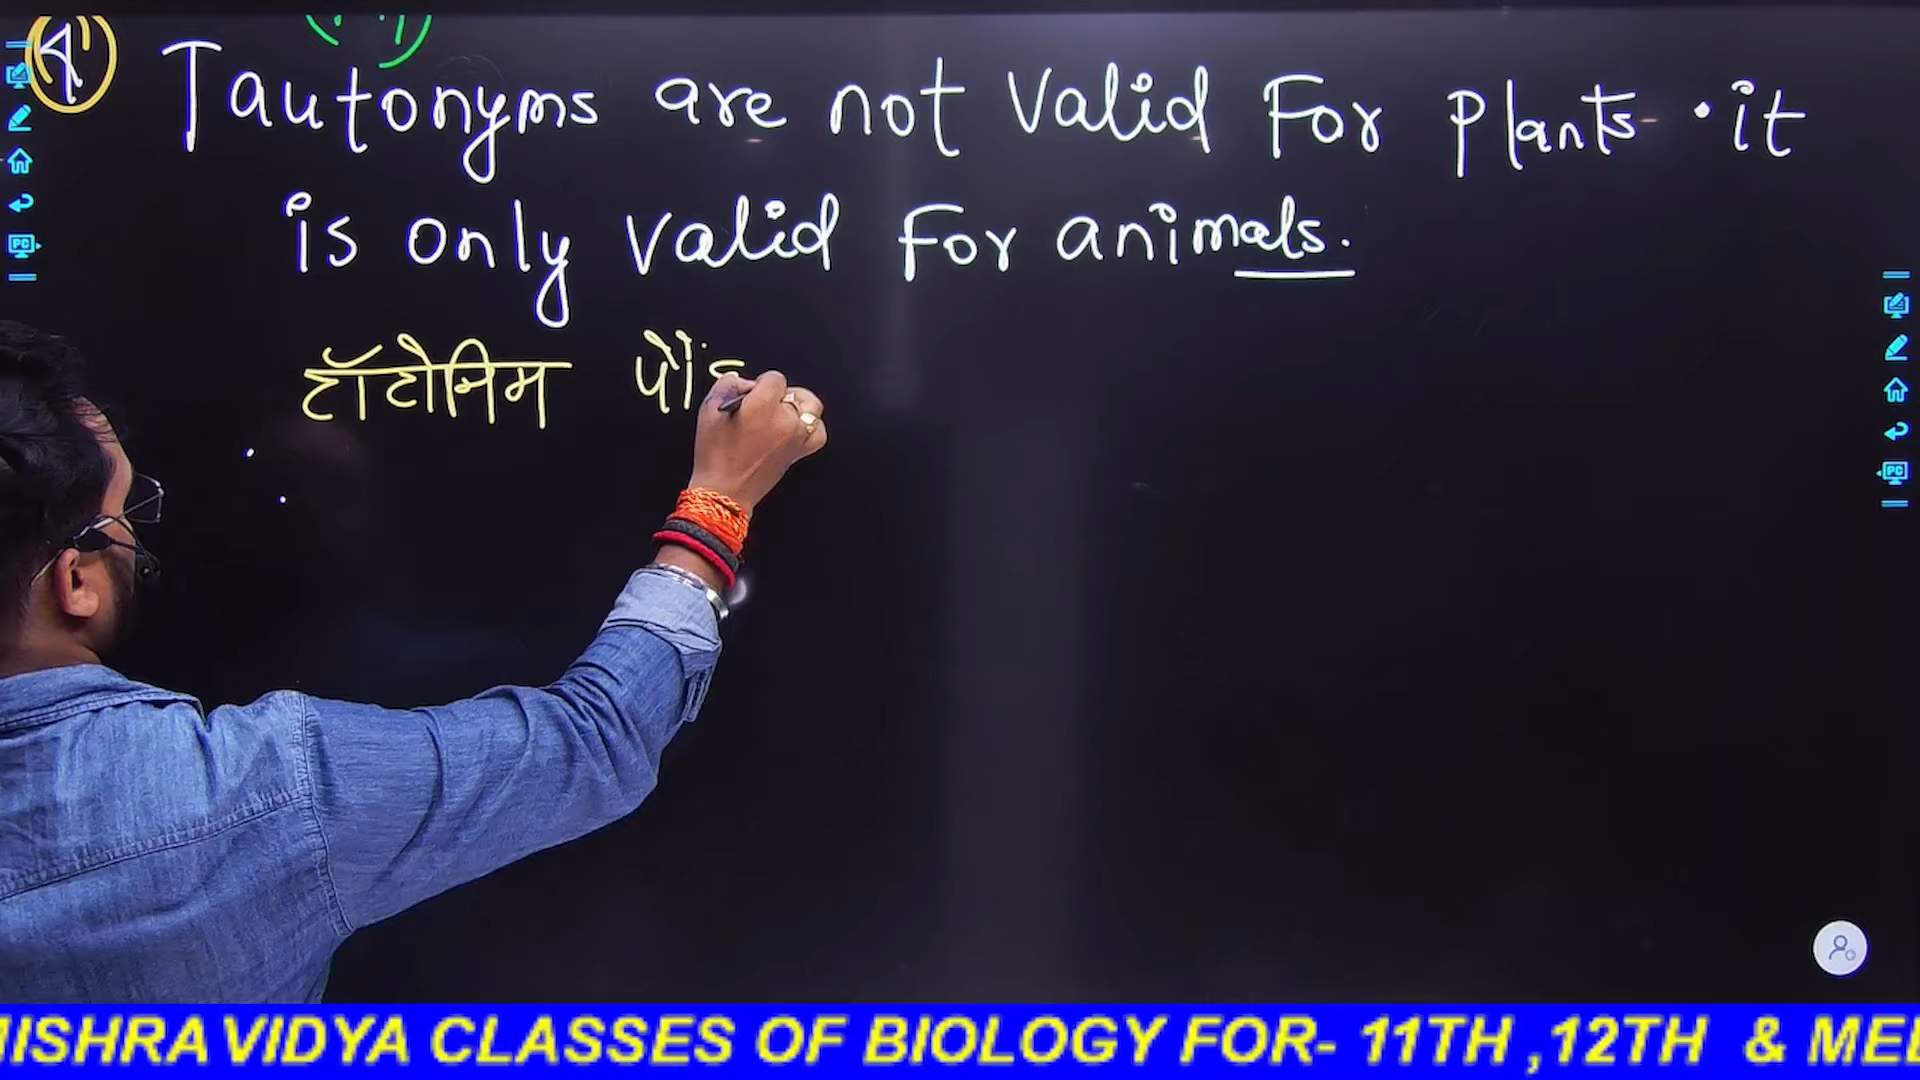 Tautonyms are not valid For plants . it
is only valid For animals.
टॉटोनिम
MISHRA VIDYA CLASSES OF BIOLOGY FOR- 11TH ,12TH & MED